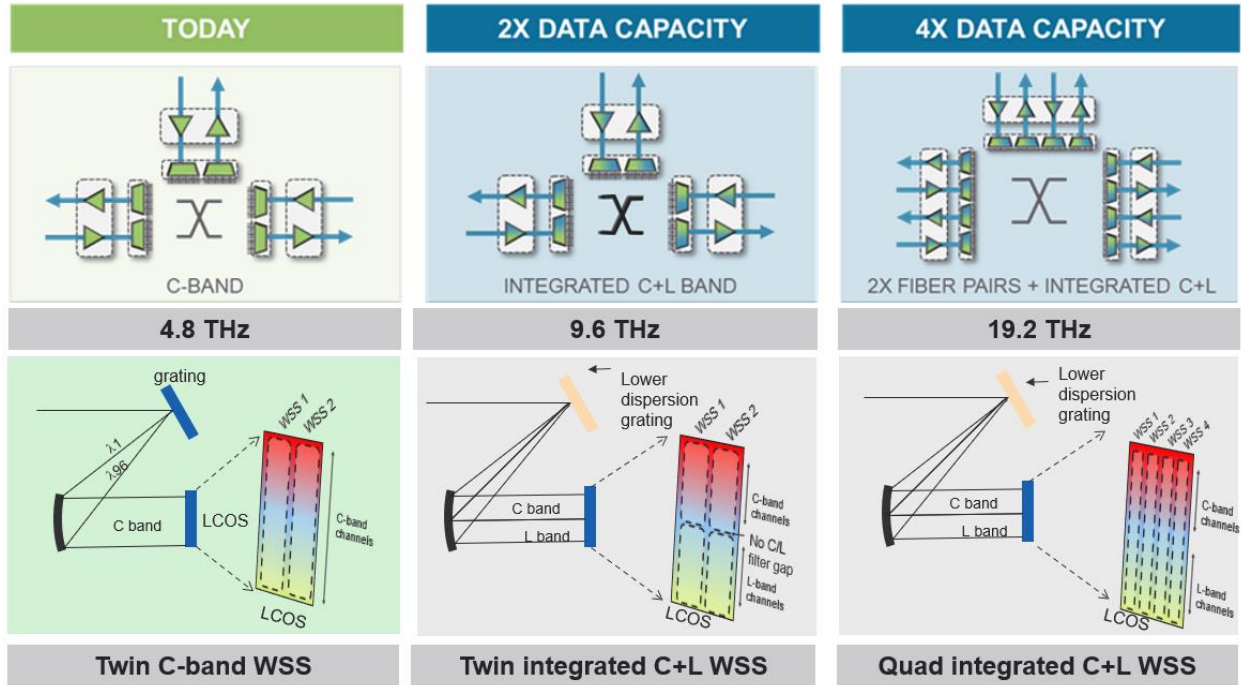 TODAY
2X DATA CAPACITY
4X DATA CAPACITY
C-BAND
INTEGRATED C+L BAND
2X FIBER PAIRS + INTEGRATED C+L
4.8 THz
9.6 THz
19.2 THz
grating
λ1
λ96
C band
LCOS
WSS 1
WSS 2
C-band
channels
LCOS
Lower
dispersion
grating
C band
L band
WSS 1
WSS 2
C-band
channels
No C/L
filter gap
L-band
channels
LCOS
Lower
dispersion
grating
C band
L band
WSS 1
WSS 2
WSS 3
WSS 4
C-band
channels
L-band
channels
LCOS
Twin C-band WSS
Twin integrated C+L WSS
Quad integrated C+L WSS